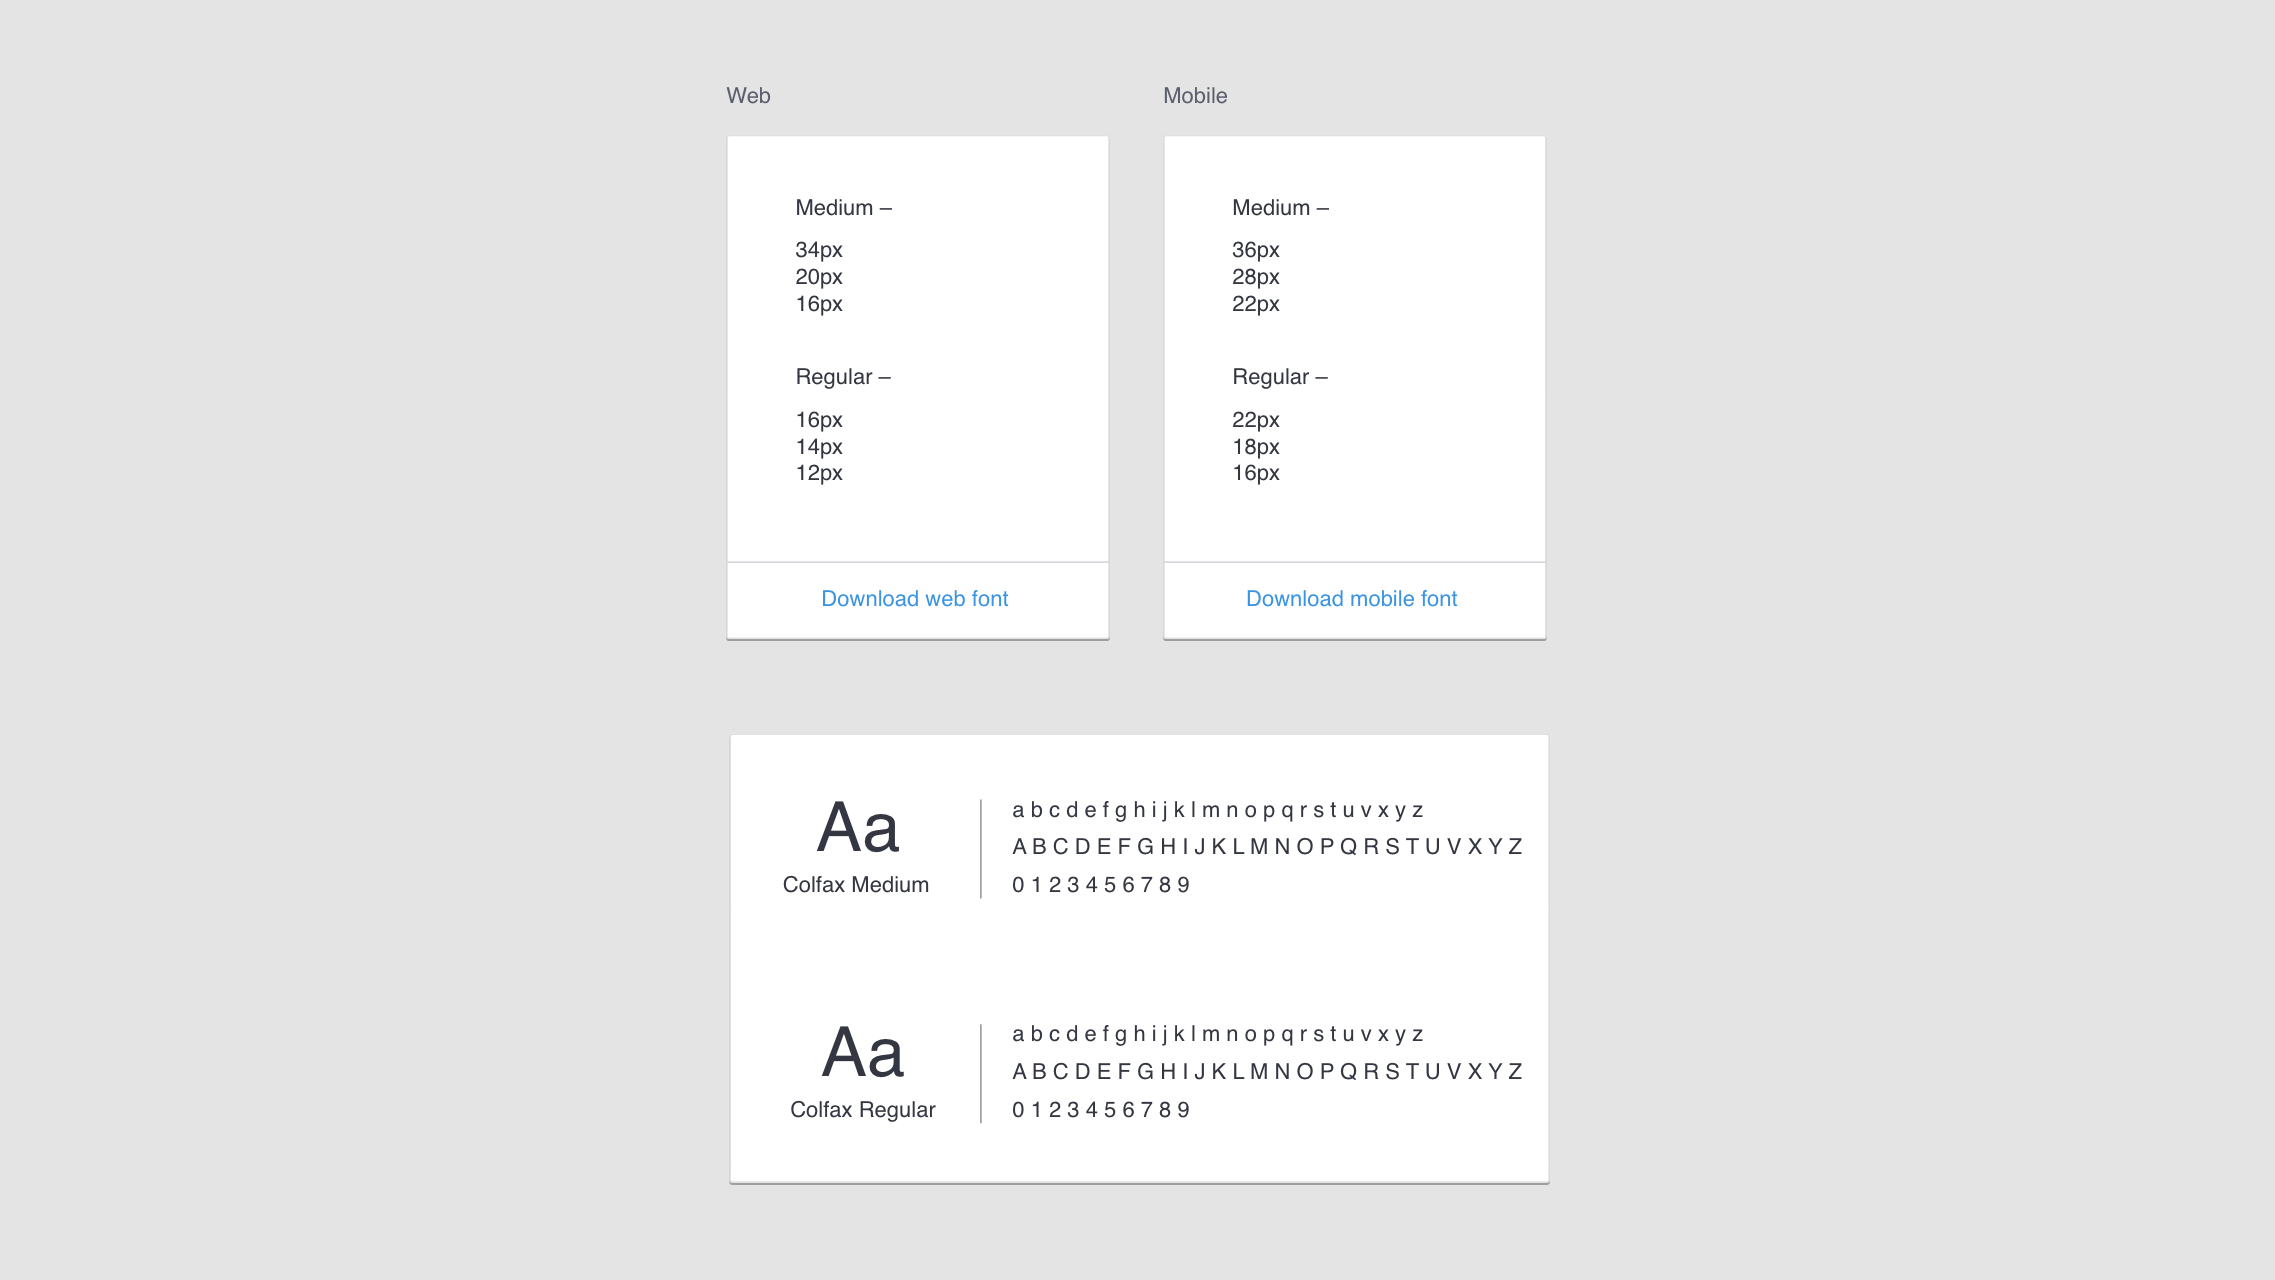 Web
Medium –
34px
20px
16px
Regular –
16px
14px
12px
Download web font
Mobile
Medium –
36px
28px
22px
Regular –
22px
18px
16px
Download mobile font
Aa
Colfax Medium
a b c d e f g h i j k l m n o p q r s t u v x y z
A B C D E F G H I J K L M N O P Q R S T U V X Y Z
0 1 2 3 4 5 6 7 8 9
Aa
Colfax Regular
a b c d e f g h i j k l m n o p q r s t u v x y z
A B C D E F G H I J K L M N O P Q R S T U V X Y Z
0 1 2 3 4 5 6 7 8 9